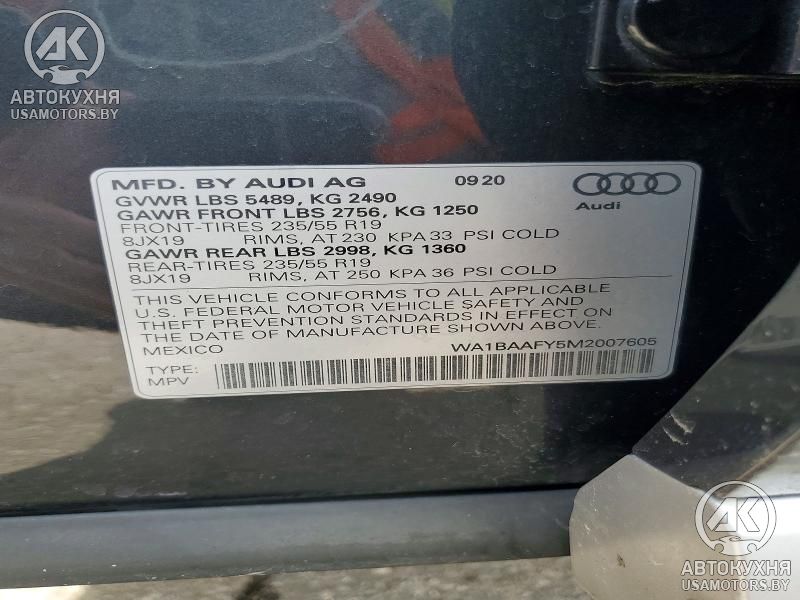 АК
АВТОКУХНЯ
USAMOTORS.BY
MFD. BY AUDI AG 0920
GVWR LBS 5489, KG 2490
GAWR FRONT LBS 2756, KG 1250
Audi
FRONT-TIRES 235/55 R19
8JX19 RIMS, AT 230 KPA 33 PSI COLD
GAWR REAR LBS 2998, KG 1360
REAR-TIRES 235/55 R19
8JX19 RIMS, AT 250 KPA 36 PSI COLD
THIS VEHICLE CONFORMS TO ALL APPLICABLE
U.S. FEDERAL MOTOR VEHICLE SAFETY AND
THEFT PREVENTION STANDARDS IN EFFECT ON
THE DATE OF MANUFACTURE SHOWN ABOVE.
MEXICO WA1BAAFY5M2007605
TYPE:
MPV
АК
АВТОКУХНЯ
USAMOTORS.BY